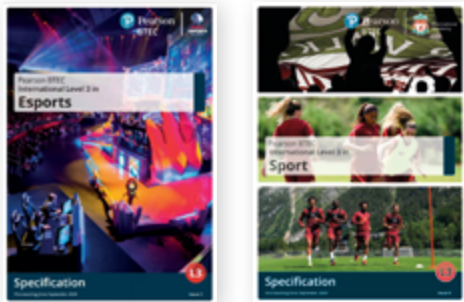 Pearson
BTEC
Pearson BTEC
International Level 3 in
Esports
Specification
L3
Pearson
Pearson BTEC
International Level 3 in
Sport
Specification
L3